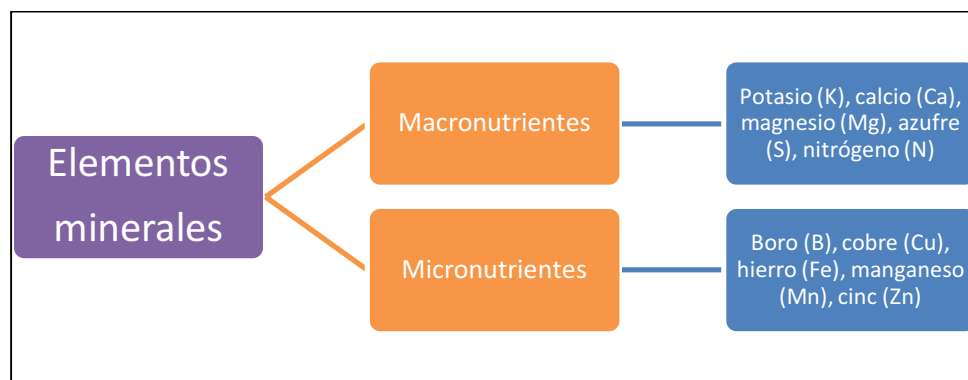 Elementos
minerales
Macronutrientes
Potasio (K), calcio (Ca),
magnesio (Mg), azufre
(S), nitrógeno (N)
Micronutrientes
Boro (B), cobre (Cu),
hierro (Fe), manganeso
(Mn), cinc (Zn)